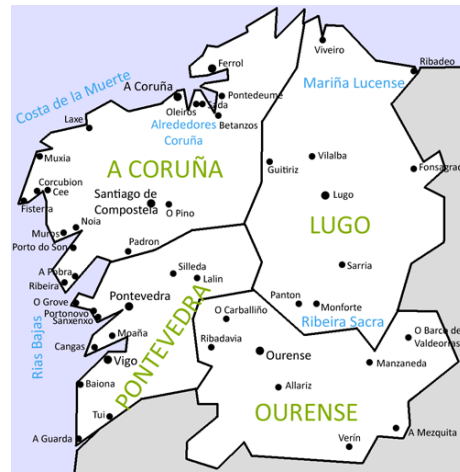 Ferrol
Viveiro
Ribadeo
A Coruña
Pontedeume
Mariña Lucense
Costa de la Muerte
Oleiros
Sada
Betanzos
Laxe
Alrededores
Coruña
Muxia
Guitiriz
Vilalba
Fonsagrad
A CORUÑA
Corcubion
Cee
Fisterra
Santiago de
Compostela
O Pino
Lugo
LUGO
Noia
Muros
Porto do Son
Padron
Sarria
A Pobra
Ribeira
Silleda
Lalin
O Grove
Portonovo
Sanxenxo
Pontevedra
Panton
Monforte
Ribeira Sacra
O Carballiño
PONTEVEDRA
Rias Bajas
Moaña
Cangas
Vigo
Ribadavia
Ourense
O Barco de
Valdeorras
Manzaneda
Baiona
Allariz
OURENSE
Tui
A Guarda
Verín
A Mezquita